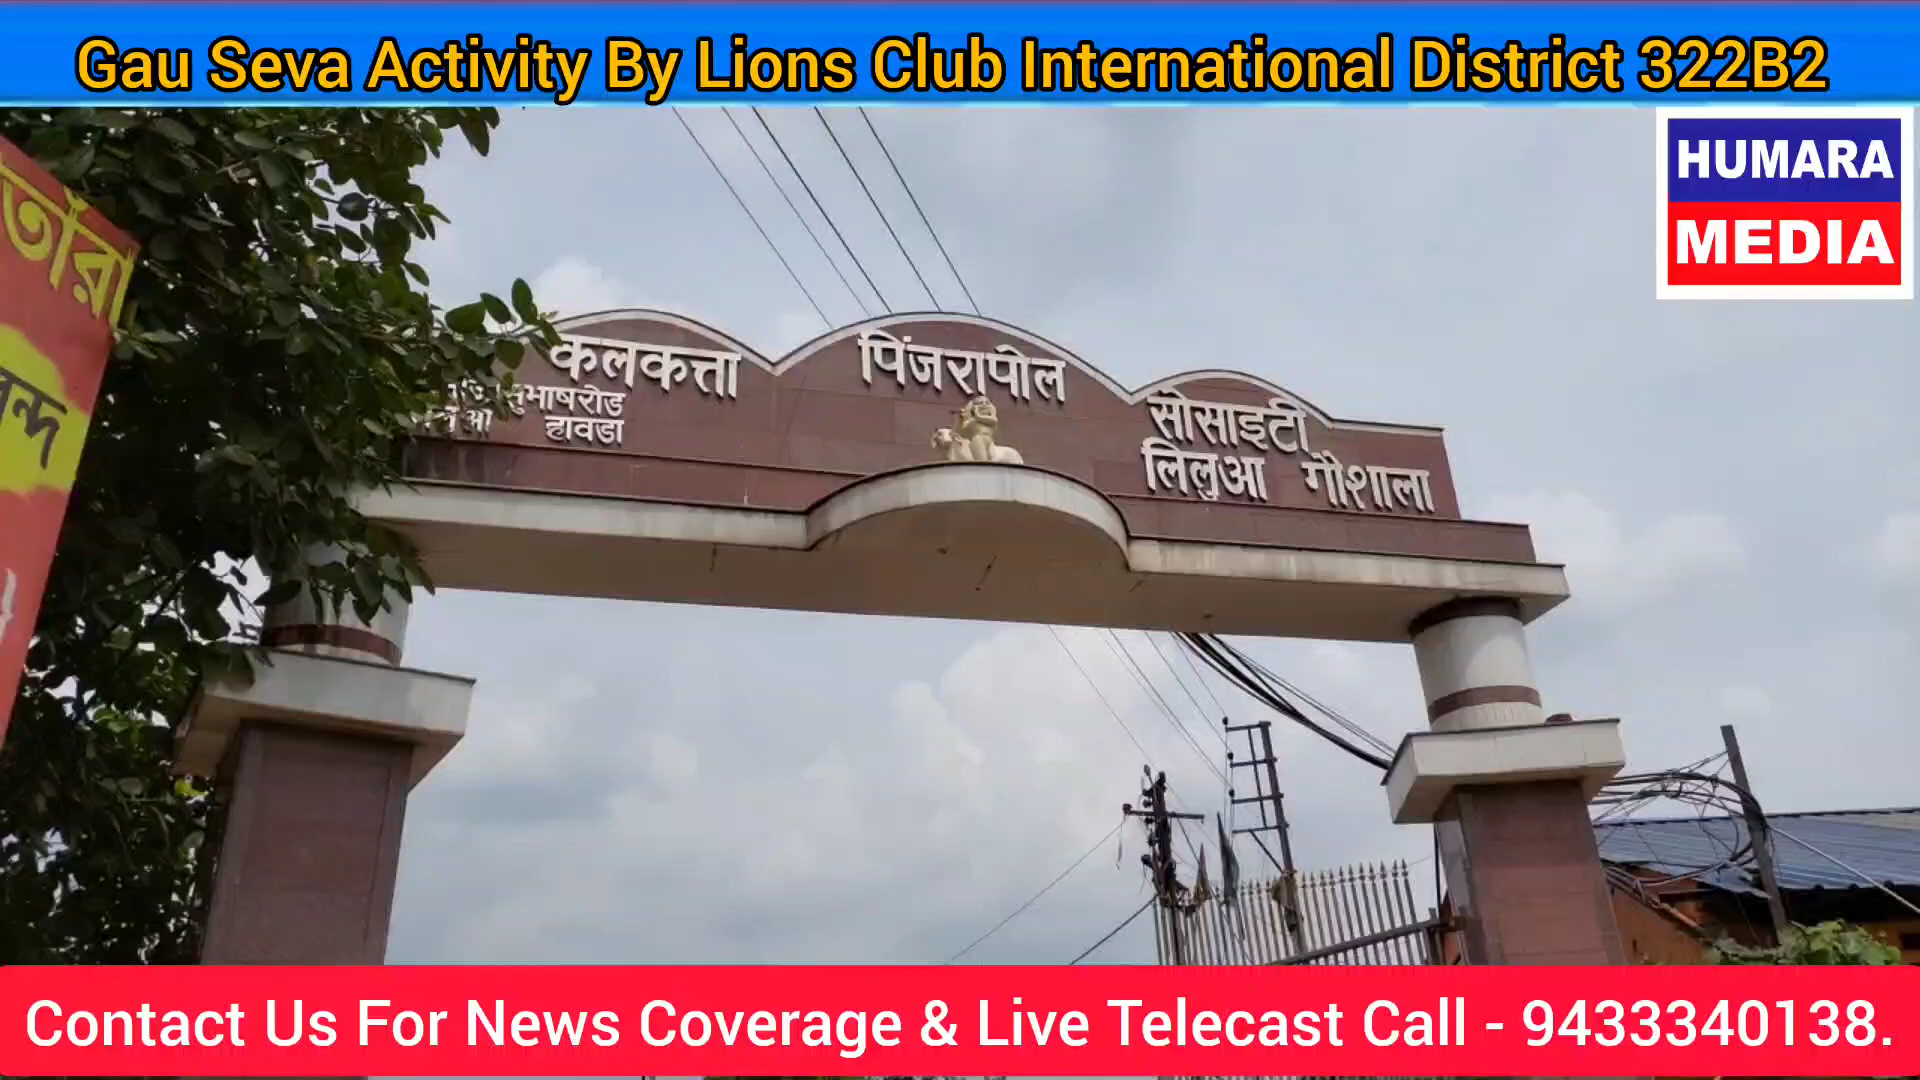 Gau Seva Activity By Lions Club International District 322B2
HUMARA
MEDIA
তাঁরা
কলকত্তা
पिंजरापोल
सोसाइटी
सुभाषरोड
हावडा
लिलुआ गौशाला
Contact Us For News Coverage & Live Telecast Call - 9433340138.